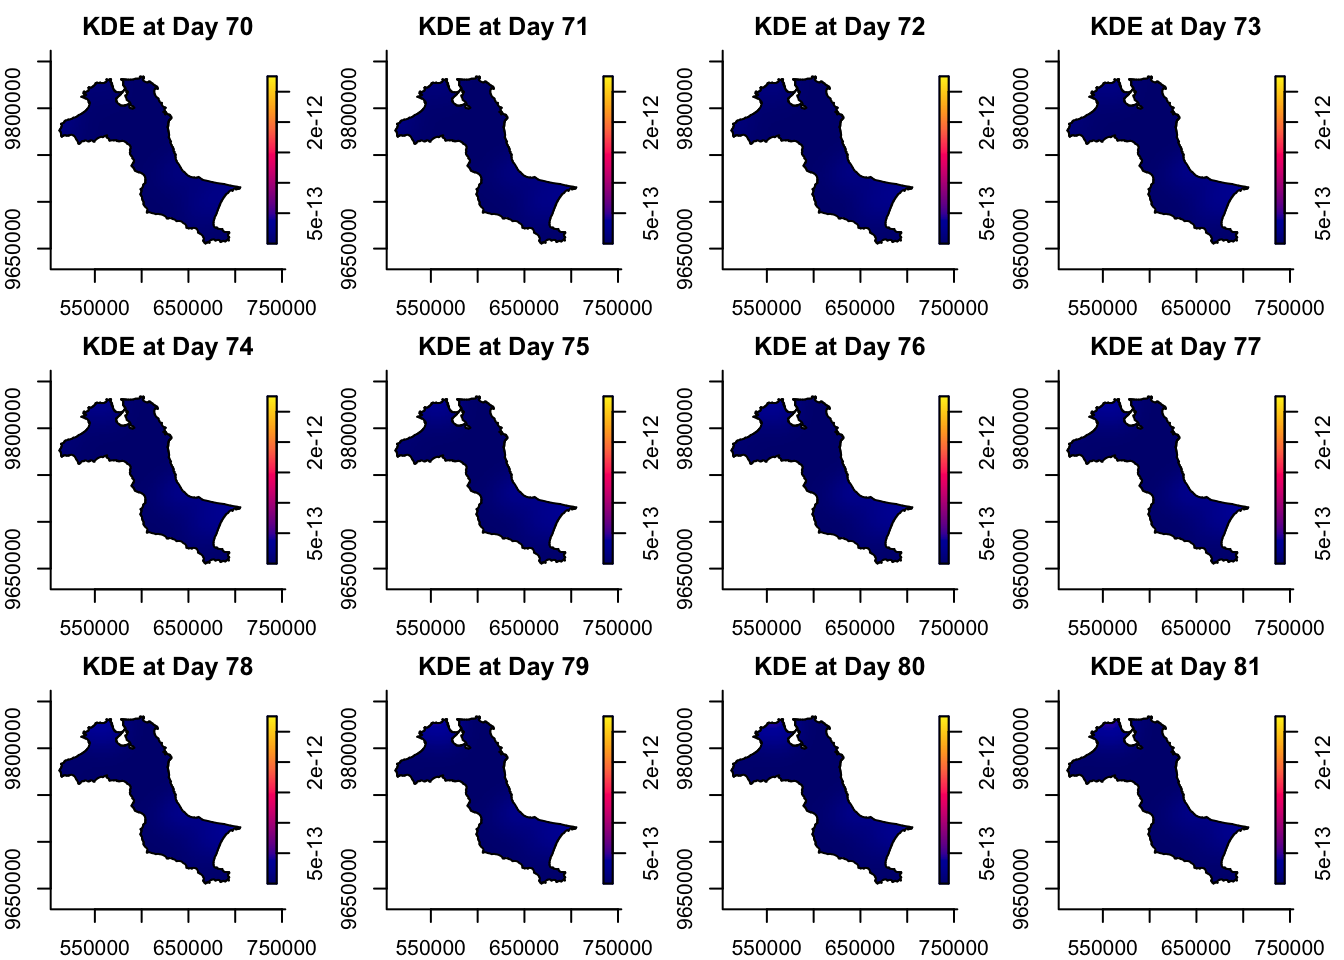 KDE at Day 70
9800000
9650000
2e-12
5e-13
550000 650000 750000
KDE at Day 71
9800000
9650000
2e-12
5e-13
550000 650000 750000
KDE at Day 72
9800000
9650000
2e-12
5e-13
550000 650000 750000
KDE at Day 73
9800000
9650000
2e-12
5e-13
550000 650000 750000
KDE at Day 74
9800000
9650000
2e-12
5e-13
550000 650000 750000
KDE at Day 75
9800000
9650000
2e-12
5e-13
550000 650000 750000
KDE at Day 76
9800000
9650000
2e-12
5e-13
550000 650000 750000
KDE at Day 77
9800000
9650000
2e-12
5e-13
550000 650000 750000
KDE at Day 78
9800000
9650000
2e-12
5e-13
550000 650000 750000
KDE at Day 79
9800000
9650000
2e-12
5e-13
550000 650000 750000
KDE at Day 80
9800000
9650000
2e-12
5e-13
550000 650000 750000
KDE at Day 81
9800000
9650000
2e-12
5e-13
550000 650000 750000